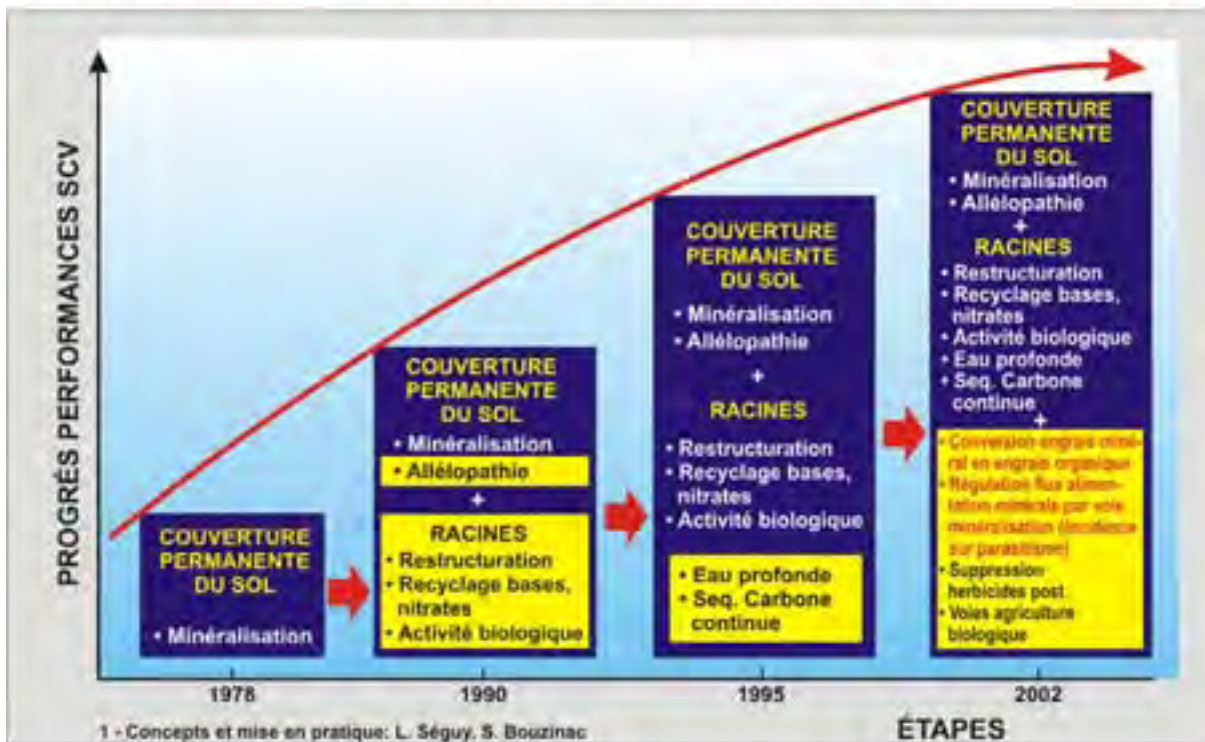 PROGRÉS PERFORMANCES SCV
COUVERTURE
PERMANENTE
DU SOL
• Minéralisation
COUVERTURE
PERMANENTE
DU SOL
• Minéralisation
• Allélopathie
+
RACINES
• Restructuration
• Recyclage bases,
nitrates
• Activité biologique
COUVERTURE
PERMANENTE
DU SOL
• Minéralisation
• Allélopathie
+
RACINES
• Restructuration
• Recyclage bases,
nitrates
• Activité biologique
• Eau profonde
• Seq. Carbone
continue
COUVERTURE
PERMANENTE
DU SOL
• Minéralisation
• Allélopathie
+
RACINES
• Restructuration
• Recyclage bases,
nitrates
• Activité biologique
• Eau profonde
• Seq. Carbone
continue
+
• Conversion engrais miné-
ral en engrais organique
• Régulation flux alimen-
tation minérale par voie
minéralisation (incidence
sur parasitisme)
• Suppression
herbicides post.
• Voies agriculture
biologique
1978
1990
1995
2002
1 - Concepts et mise en pratique: L. Séguy, S. Bouzinac
ÉTAPES